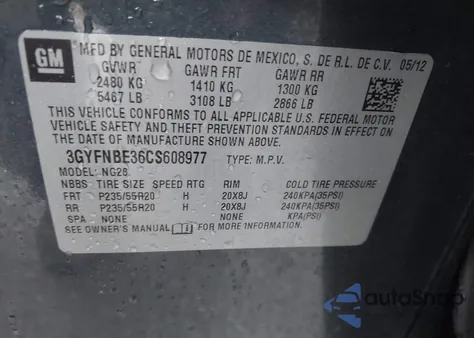 GM
MFD BY GENERAL MOTORS DE MEXICO, S. DE R.L. DE C.V. 05/12
GVWR GAWR FRT GAWR RR
2480 KG 1410 KG 1300 KG
5467 LB 3108 LB 2866 LB
THIS VEHICLE CONFORMS TO ALL APPLICABLE U.S. FEDERAL MOTOR
VEHICLE SAFETY, BUMPER, AND THEFT PREVENTION STANDARDS IN EFFECT ON
THE DATE OF MANUFACTURE SHOWN ABOVE.
3GYFNBE36CS608977 TYPE: M.P.V.
MODEL: NG26
NBBS TIRE SIZE SPEED RTG RIM COLD TIRE PRESSURE
FRT P235/55R20 H 20X8J 240KPA(35PSI)
RR P235/55R20 H 20X8J 240KPA(35PSI)
SPA NONE NONE KPA(PSI)
SEE OWNER'S MANUAL FOR MORE INFORMATION.
autoSnap